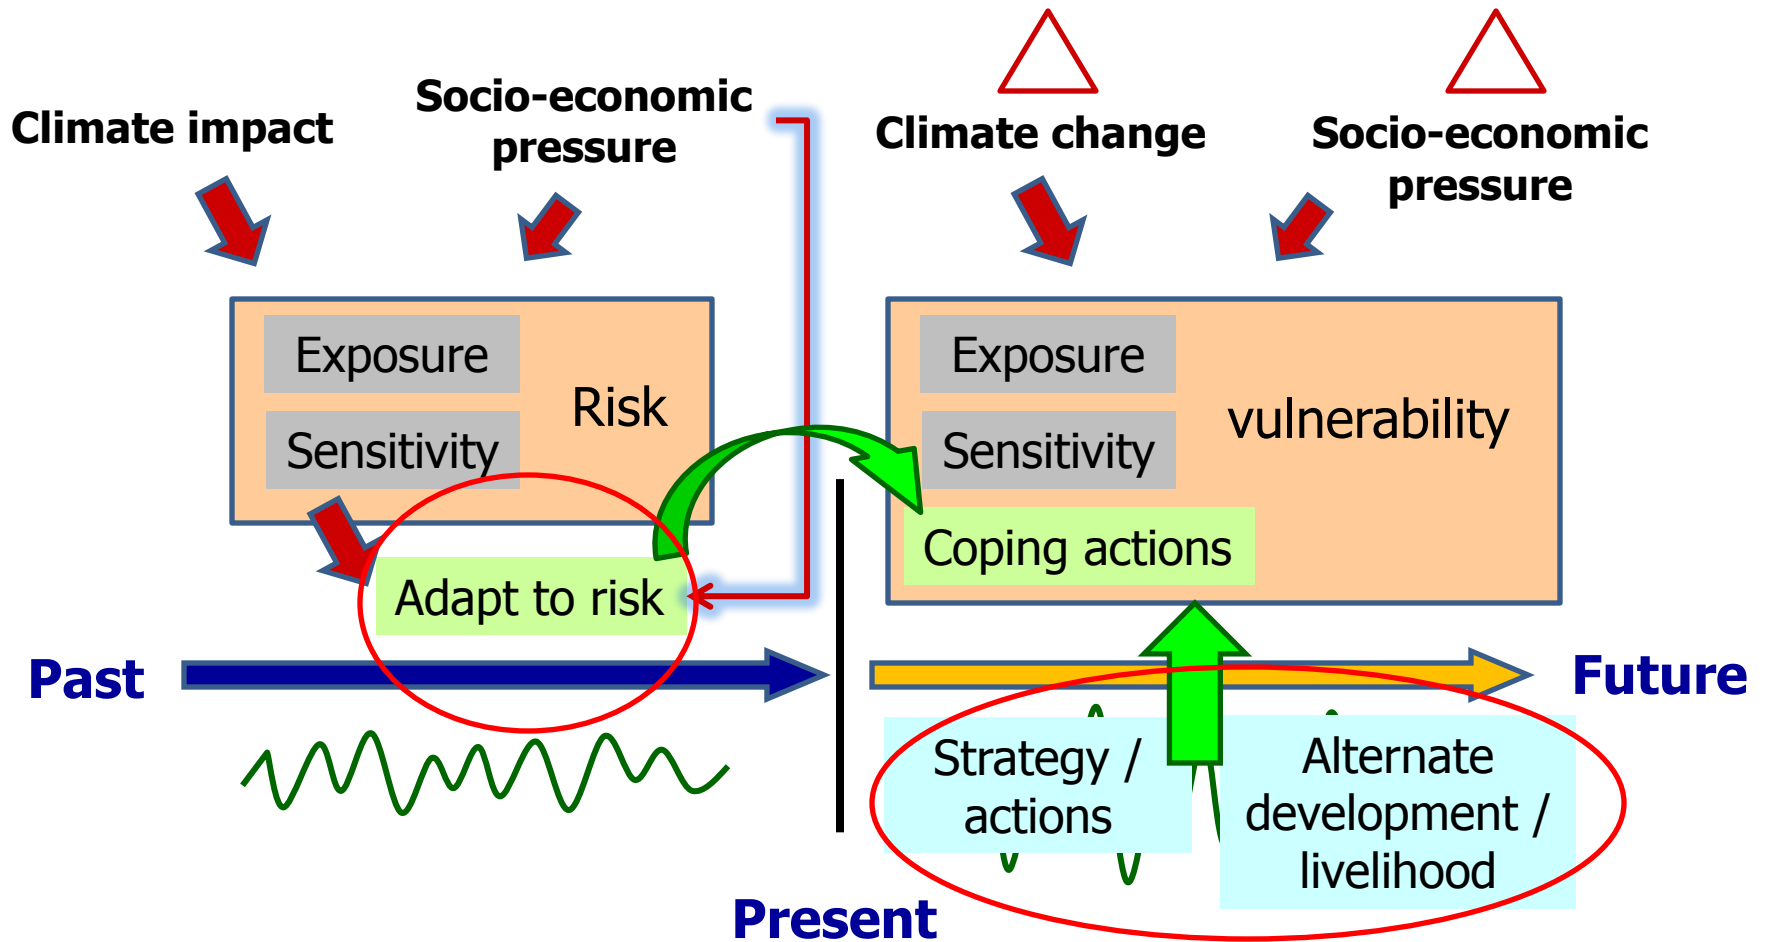 Climate impact
Socio-economic
pressure
Exposure
Sensitivity
Risk
Adapt to risk
Climate change
Socio-economic
pressure
Exposure
Sensitivity
vulnerability
Coping actions
Past
Future
Strategy /
actions
Alternate
development /
livelihood
Present